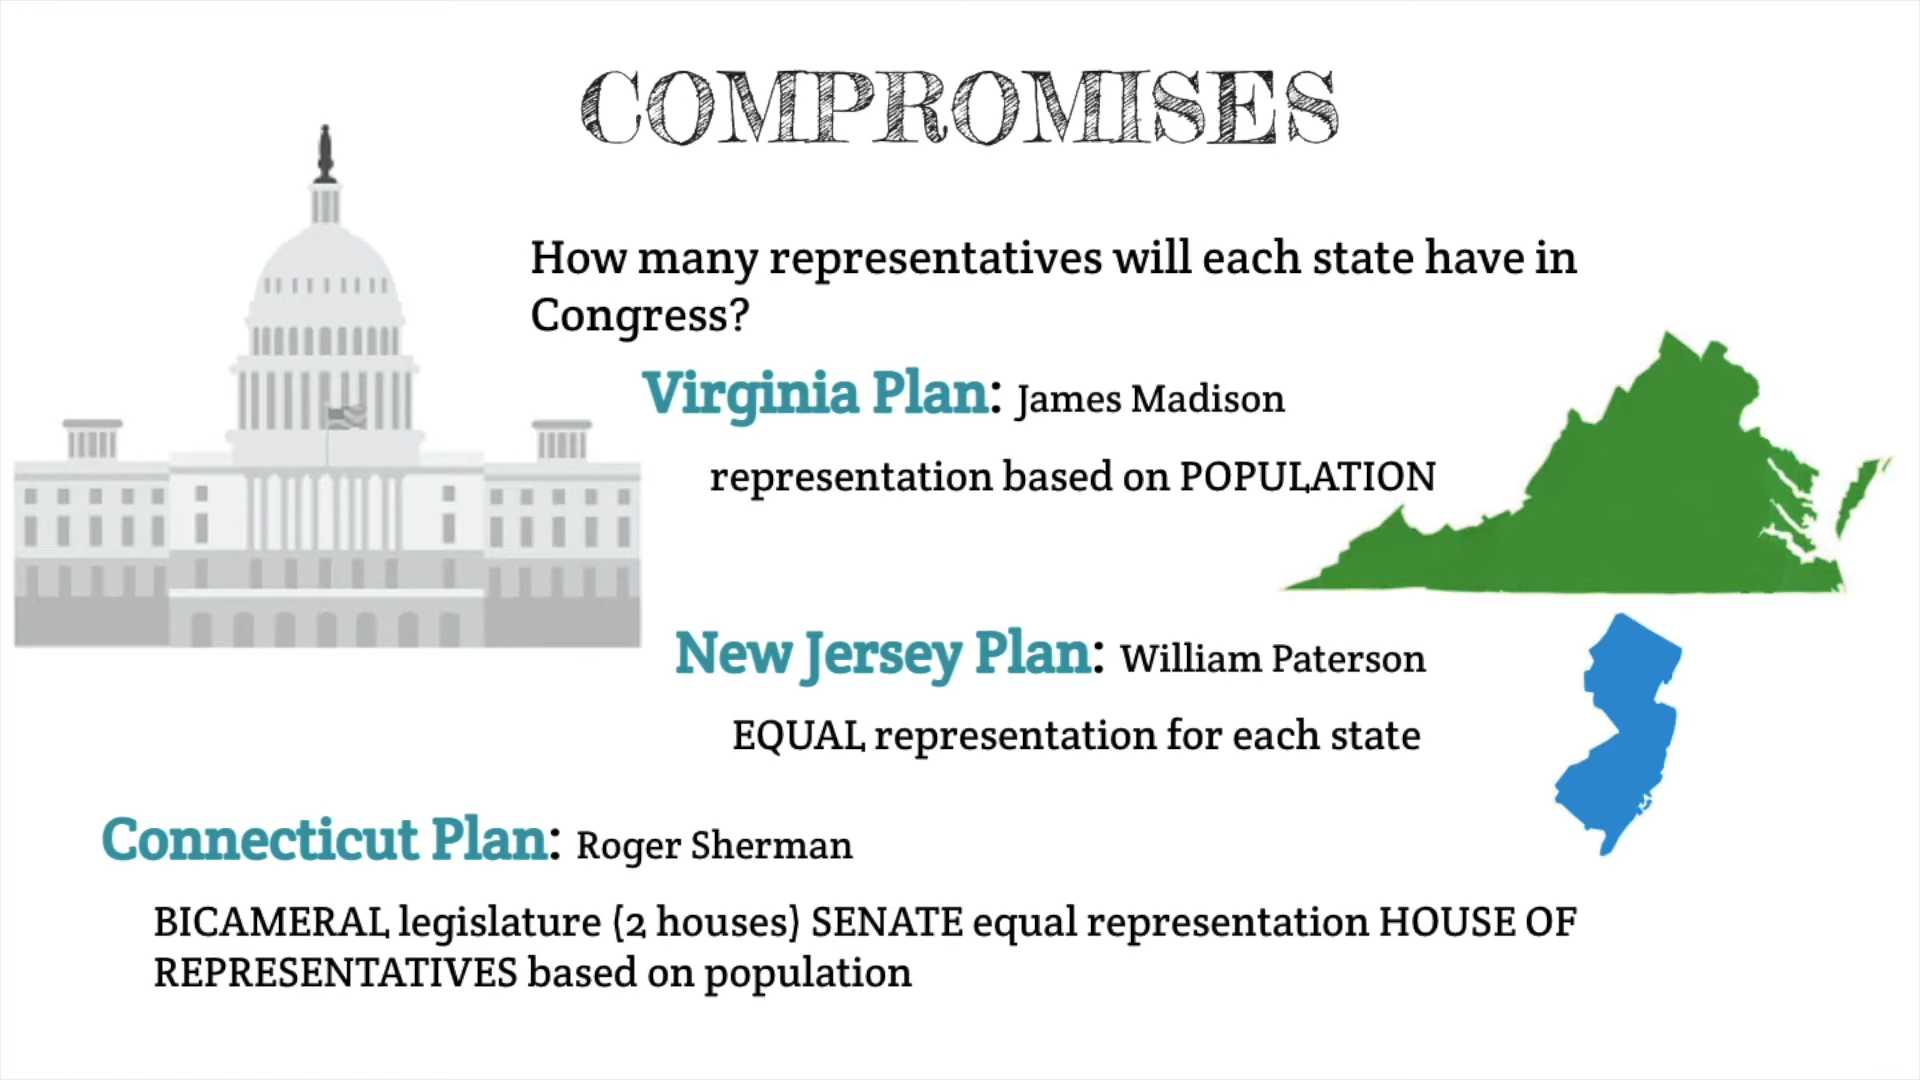 COMPROMISES
How many representatives will each state have in
Congress?
Virginia Plan: James Madison
representation based on POPULATION
New Jersey Plan: William Paterson
EQUAL representation for each state
Connecticut Plan: Roger Sherman
BICAMERAL legislature (2 houses) SENATE equal representation HOUSE OF
REPRESENTATIVES based on population